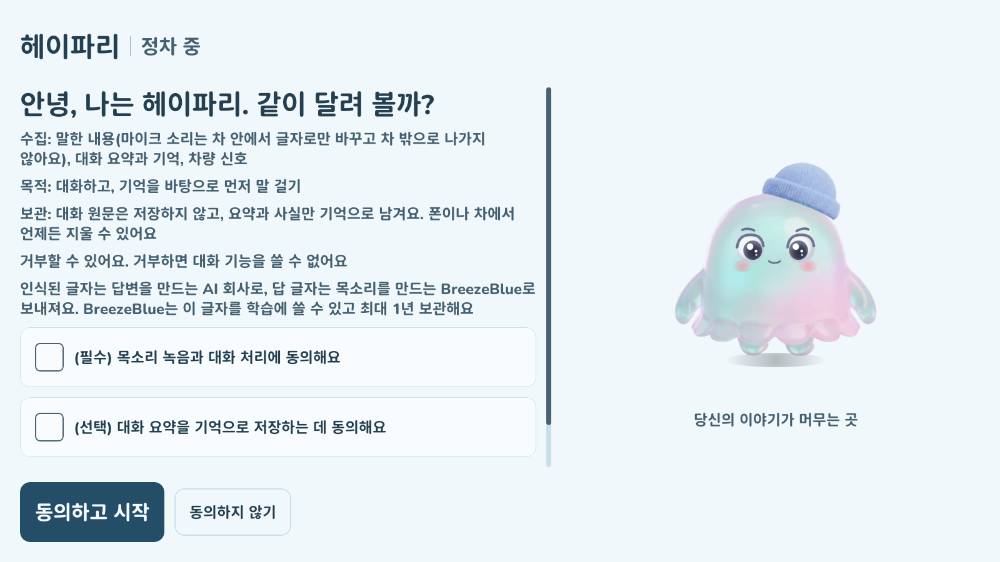 헤이파리 | 정차 중
안녕, 나는 헤이파리. 같이 달려 볼까?
수집: 말한 내용(마이크 소리는 차 안에서 글자로만 바꾸고 차 밖으로 나가지
않아요), 대화 요약과 기억, 차량 신호
목적: 대화하고, 기억을 바탕으로 먼저 말 걸기
보관: 대화 원문은 저장하지 않고, 요약과 사실만 기억으로 남겨요. 폰이나 차에서
언제든 지울 수 있어요
거부할 수 있어요. 거부하면 대화 기능을 쓸 수 없어요
인식된 글자는 답변을 만드는 AI 회사로, 답 글자는 목소리를 만드는 BreezeBlue로
보내져요. BreezeBlue는 이 글자를 학습에 쓸 수 있고 최대 1년 보관해요
(필수) 목소리 녹음과 대화 처리에 동의해요
(선택) 대화 요약을 기억으로 저장하는 데 동의해요
동의하고 시작
동의하지 않기
당신의 이야기가 머무는 곳